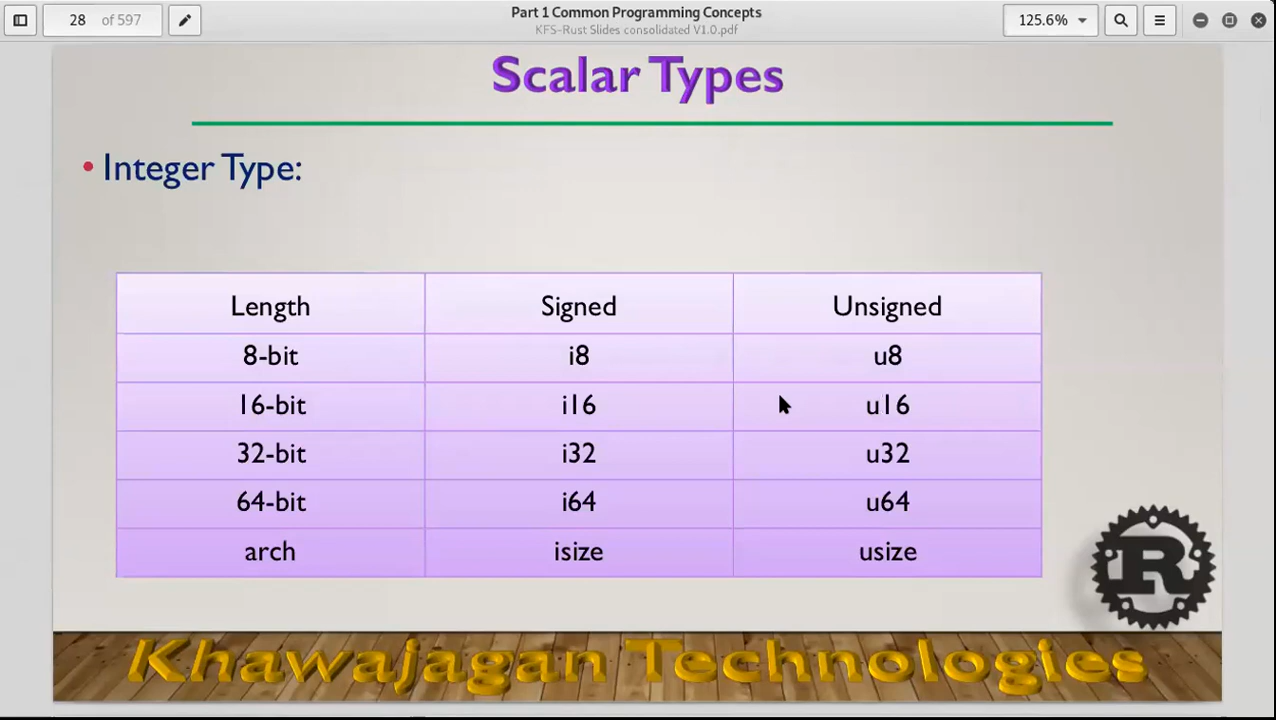 28 of 597
Part 1 Common Programming Concepts
KFS-Rust Slides consolidated V1.0.pdf
125.6%
Scalar Types
• Integer Type:
Length Signed Unsigned
8-bit i8 u8
16-bit i16 u16
32-bit i32 u32
64-bit i64 u64
arch isize usize
R
Khawajagan Technologies